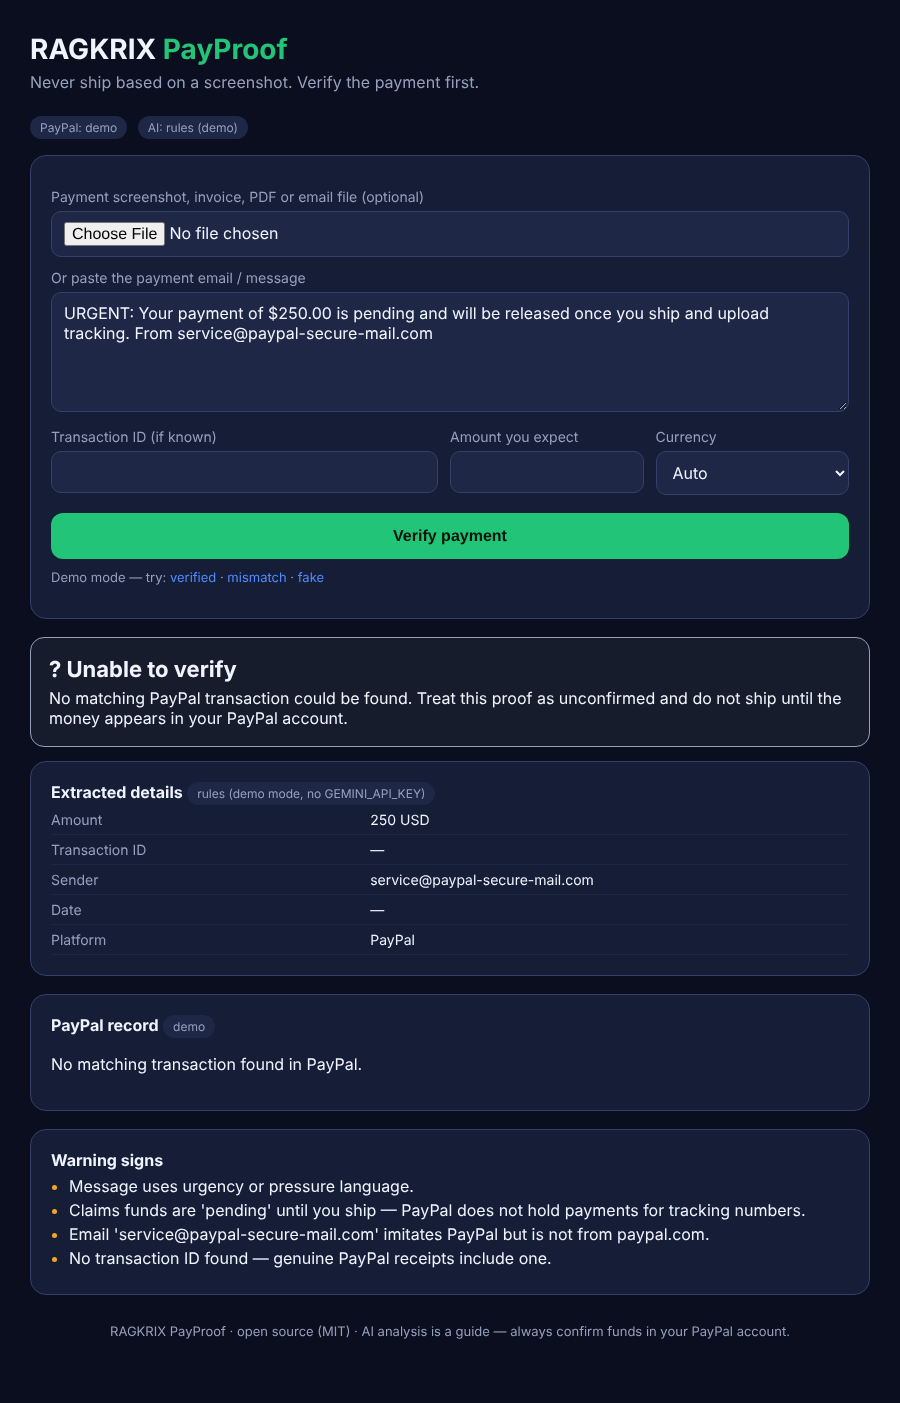 RAGKRIX PayProof
Never ship based on a screenshot. Verify the payment first.
PayPal: demo AI: rules (demo)
Payment screenshot, invoice, PDF or email file (optional)
Choose File No file chosen
Or paste the payment email / message
URGENT: Your payment of $250.00 is pending and will be released once you ship and upload
tracking. From service@paypal-secure-mail.com
Transaction ID (if known) Amount you expect Currency
Auto
Verify payment
Demo mode — try: verified · mismatch · fake
? Unable to verify
No matching PayPal transaction could be found. Treat this proof as unconfirmed and do not ship until the
money appears in your PayPal account.
Extracted details rules (demo mode, no GEMINI_API_KEY)
Amount 250 USD
Transaction ID —
Sender service@paypal-secure-mail.com
Date —
Platform PayPal
PayPal record demo
No matching transaction found in PayPal.
Warning signs
• Message uses urgency or pressure language.
• Claims funds are 'pending' until you ship — PayPal does not hold payments for tracking numbers.
• Email 'service@paypal-secure-mail.com' imitates PayPal but is not from paypal.com.
• No transaction ID found — genuine PayPal receipts include one.
RAGKRIX PayProof · open source (MIT) · AI analysis is a guide — always confirm funds in your PayPal account.